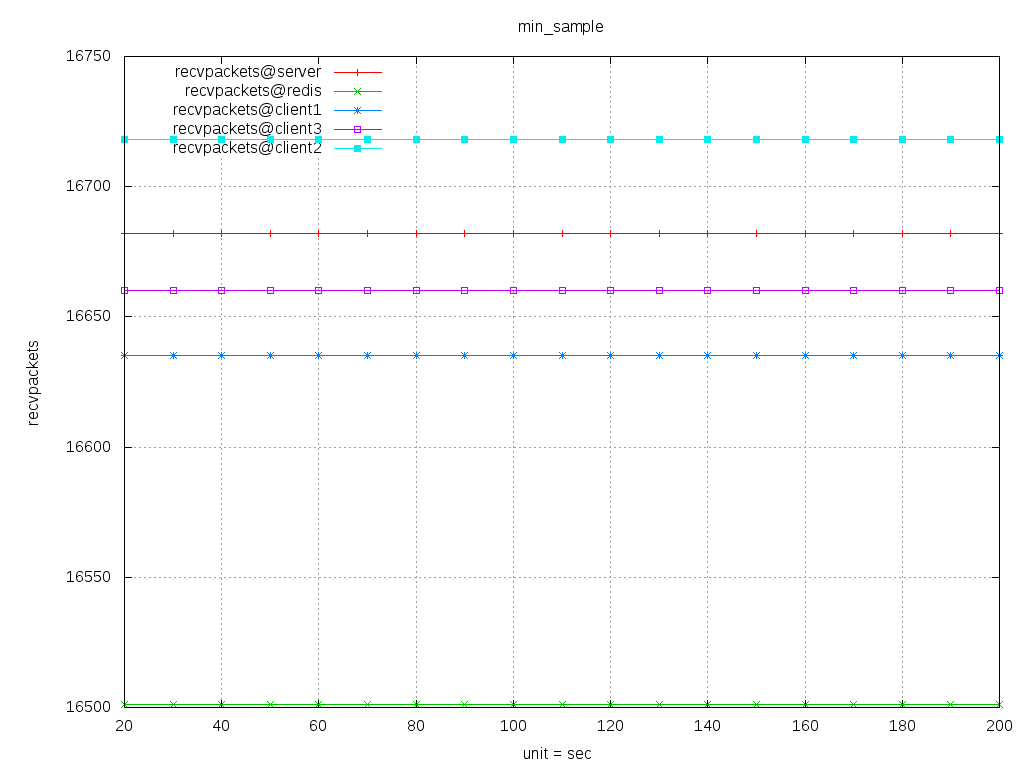 min_sample
16750
16700
16650
16600
16550
16500
recvpackets
recvpackets@server
recvpackets@redis
recvpackets@client1
recvpackets@client3
recvpackets@client2
20 40 60 80 100 120 140 160 180 200
unit = sec